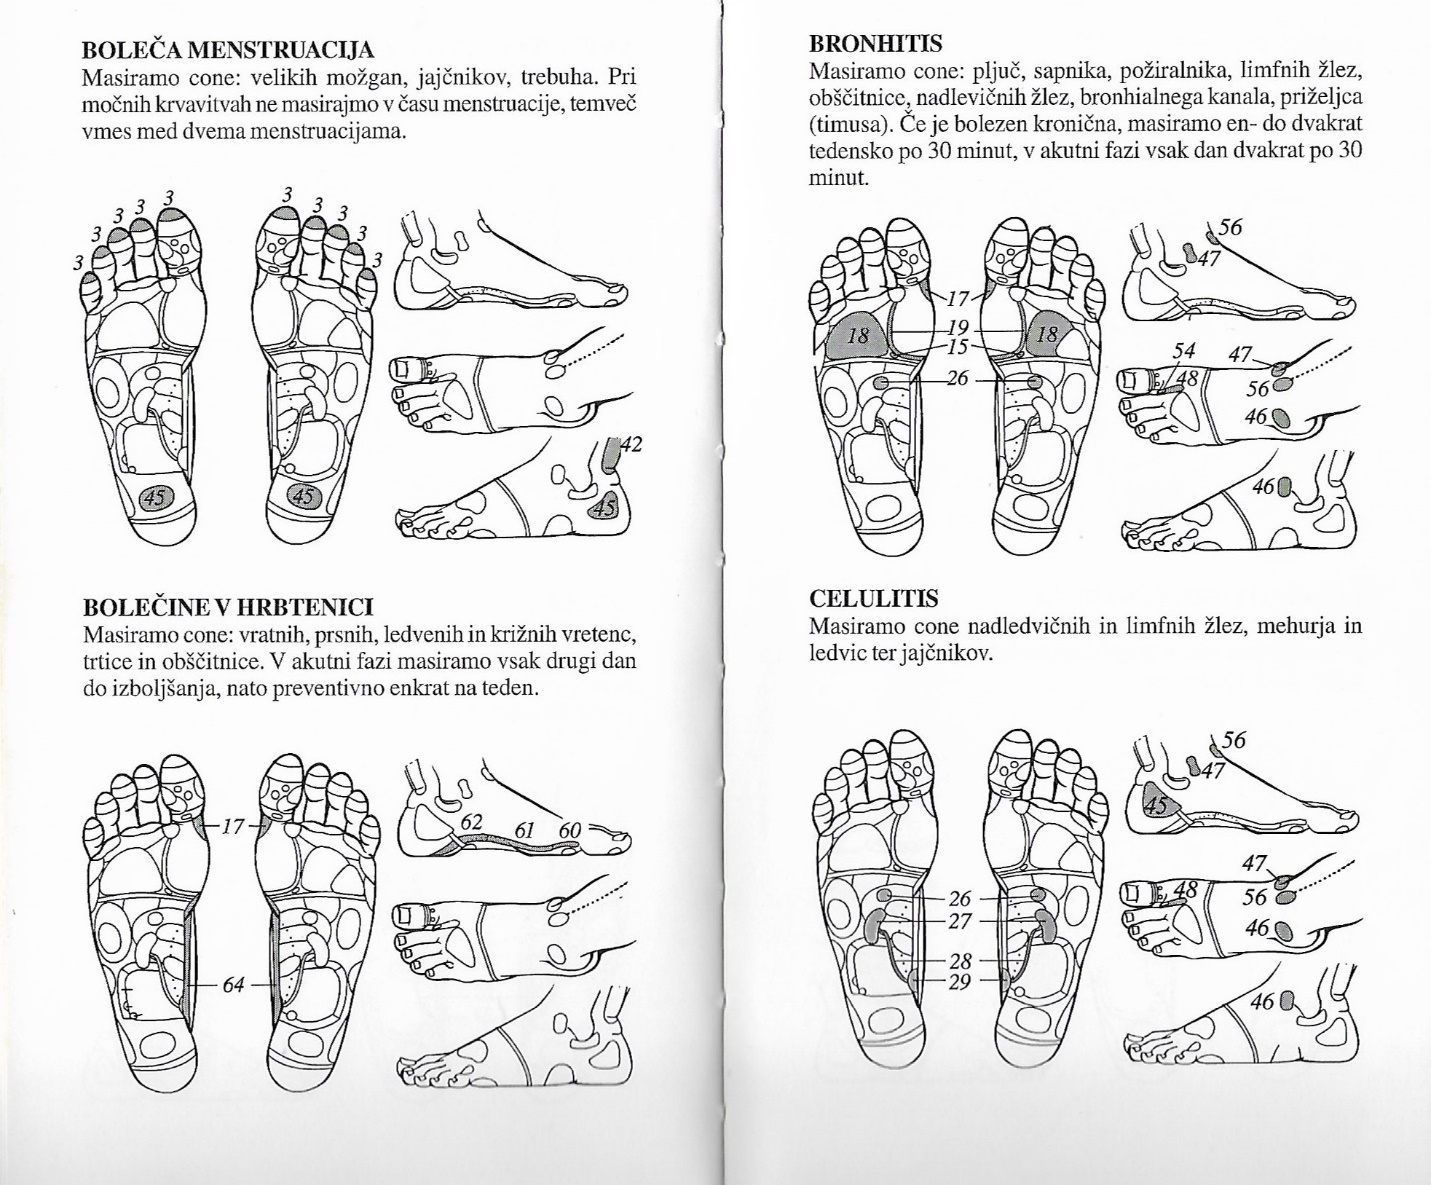 BOLEČA MENSTRUACIJA
Masiramo cone: velikih možgan, jajčnikov, trebuha. Pri
močnih krvavitvah ne masirajmo v času menstruacije, temveč
vmes med dvema menstruacijama.
3 3 3 3 3
3 3 3 3 3
45
45
42
45
BOLEČINE V HRBTENICI
Masiramo cone: vratnih, prsnih, ledvenih in križnih vretenc,
trtice in obščitnice. V akutni fazi masiramo vsak drugi dan
do izboljšanja, nato preventivno enkrat na teden.
17
64
62 61 60
BRONHITIS
Masiramo cone: pljuč, sapnika, požiralnika, limfnih žlez,
obščitnice, nadlevičnih žlez, bronhialnega kanala, priželjca
(timusa). Če je bolezen kronična, masiramo en- do dvakrat
tedensko po 30 minut, v akutni fazi vsak dan dvakrat po 30
minut.
17
18 19 18
15
26
56
47
54 47
48
56
46
46
CELULITIS
Masiramo cone nadledvičnih in limfnih žlez, mehurja in
ledvic ter jajčnikov.
26
27
28
29
56
47
45
47
48
56
46
46